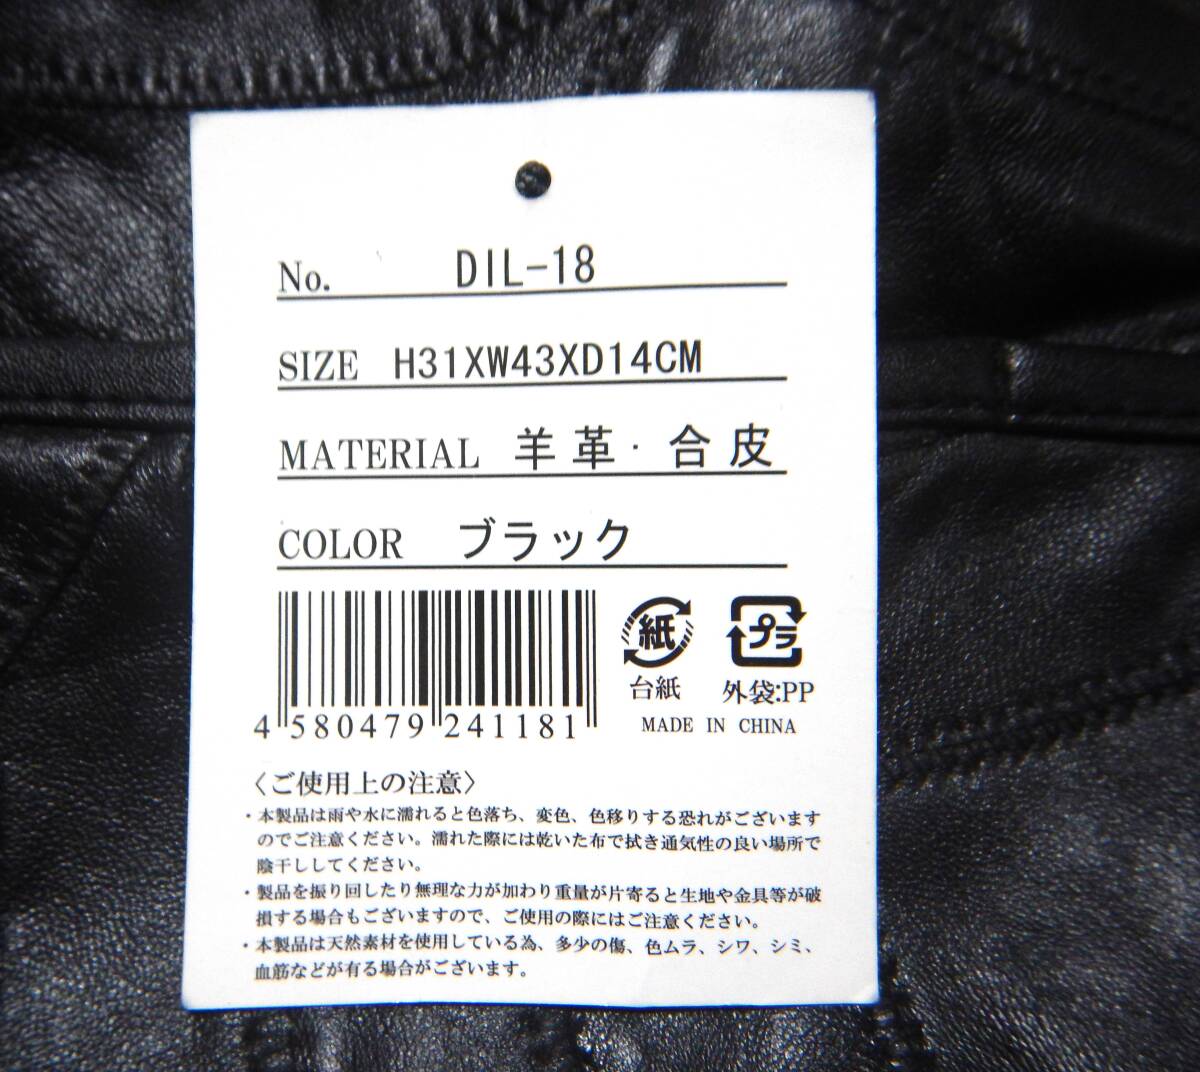 No. DIL-18
SIZE H31XW43XD14CM
MATERIAL 羊革・合皮
COLOR ブラック
紙
プラ
台紙 外袋:PP
MADE IN CHINA
4 580479 241181
〈ご使用上の注意〉
・本製品は雨や水に濡れると色落ち、変色、色移りする恐れがございます
のでご注意ください。濡れた際には乾いた布で拭き通気性の良い場所で
陰干ししてください。
・製品を振り回したり無理な力が加わり重量が片寄ると生地や金具等が破
損する場合もございますので、ご使用の際にはご注意ください。
・本製品は天然素材を使用している為、多少の傷、色ムラ、シワ、シミ、
血筋などが有る場合がございます。